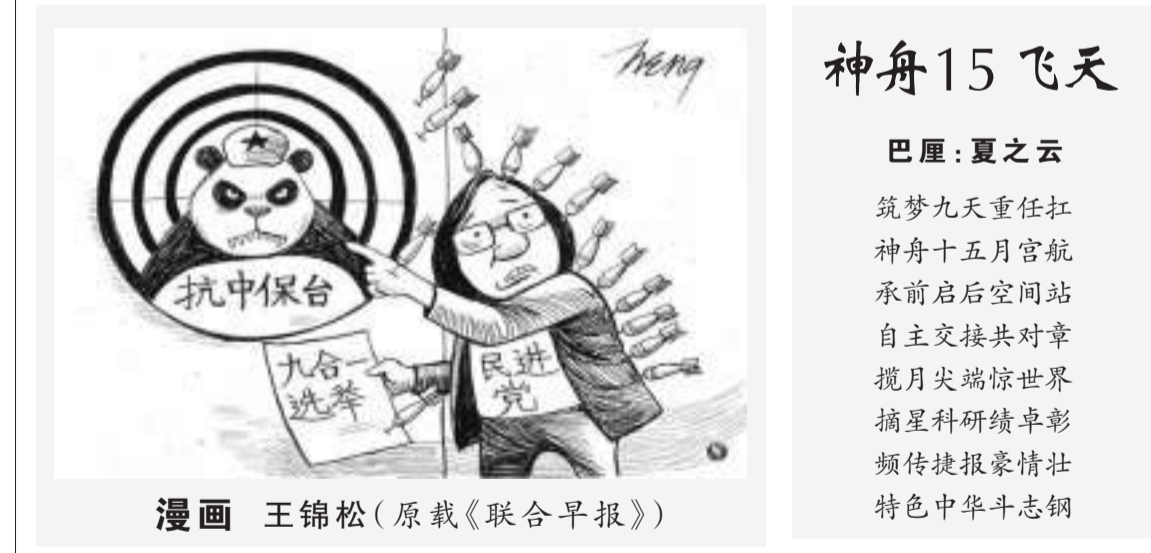 Heng
抗中保台
九合一
选举
民进
党
漫画 王锦松(原载《联合早报》)
神舟15 飞天
巴厘:夏之云
筑梦九天重任扛
神舟十五月宫航
承前启后空间站
自主交接共对章
揽月尖端惊世界
摘星科研绩卓彰
频传捷报豪情壮
特色中华斗志钢